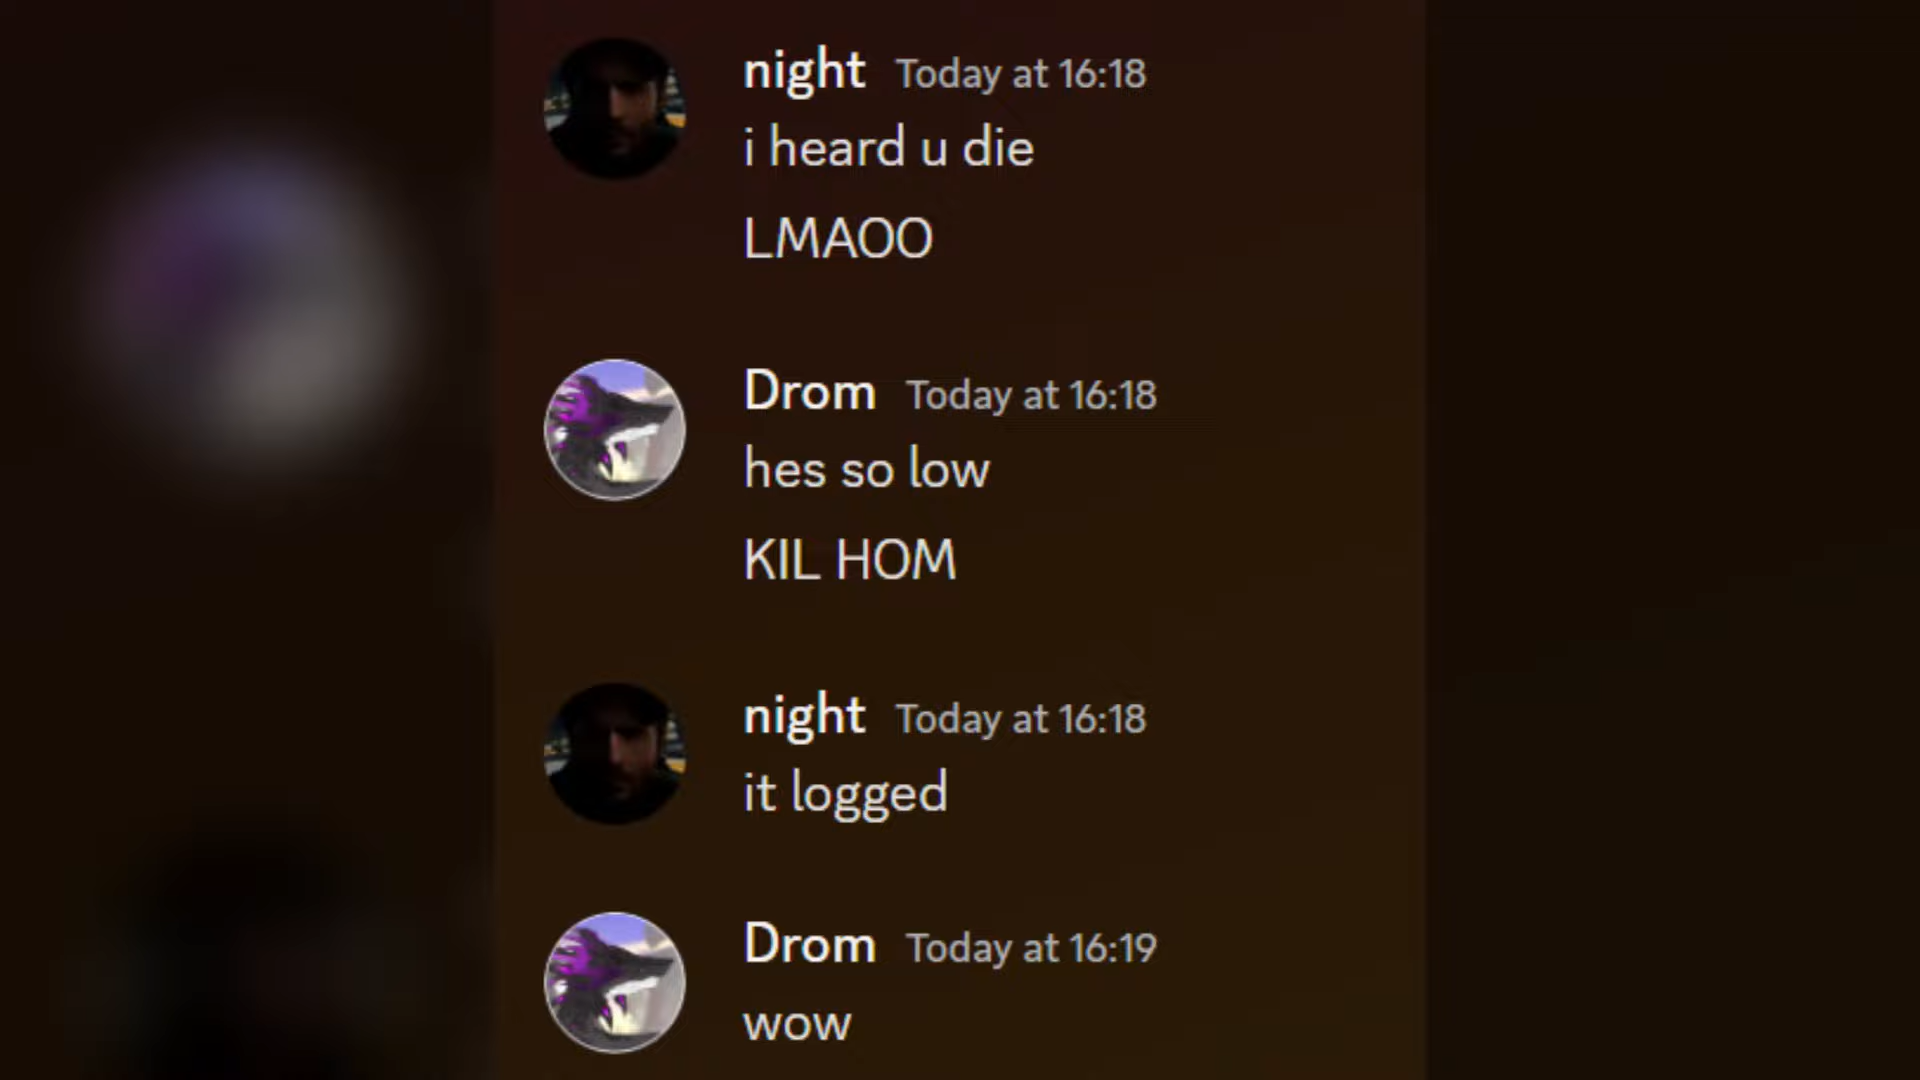 night Today at 16:18
i heard u die
LMAOO
Drom Today at 16:18
hes so low
KIL HOM
night Today at 16:18
it logged
Drom Today at 16:19
wow